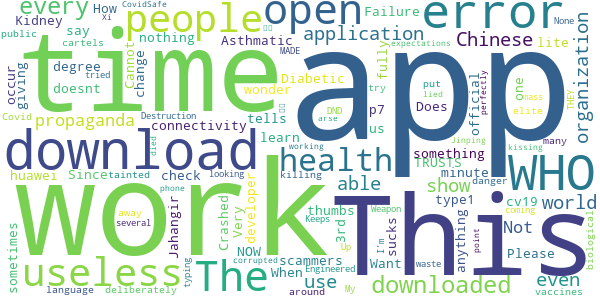 CovidSafe
None
Xi
public
cartels
How
every
Kidney
say
nothing
Asthmatic
people
open
Failure
error
application
fully
Chinese
lite
expectations
degree
occur
doesnt
tried
MADE
Cannot
change
giving
time
app
Diabetic
wonder
try
lied
perfectly
put
Does
official
one
mass
elite
THEY
organization
propaganda
Covid
Destruction
tells
p7
us
DND
arse
connectivity
learn
many
something
Jinping
kissing
download
Since
tainted
died
huawei
check
phone
looking
killing
working
health
able
minute
TRUSTS
WHO
show
type1
cv19
world
danger
work
This
sometimes
away
several
Jahangir
Crashed
Very
developer
NOW
corrupted
thumbs
3rd
sucks
Want
anything
Not
Please
coming
biological
useless
The
typing
scammers
use
When
Keeps
Engineered
Up
Weapon
I'm
point
waste
downloaded
even
language
deliberately
around
My
vaccines